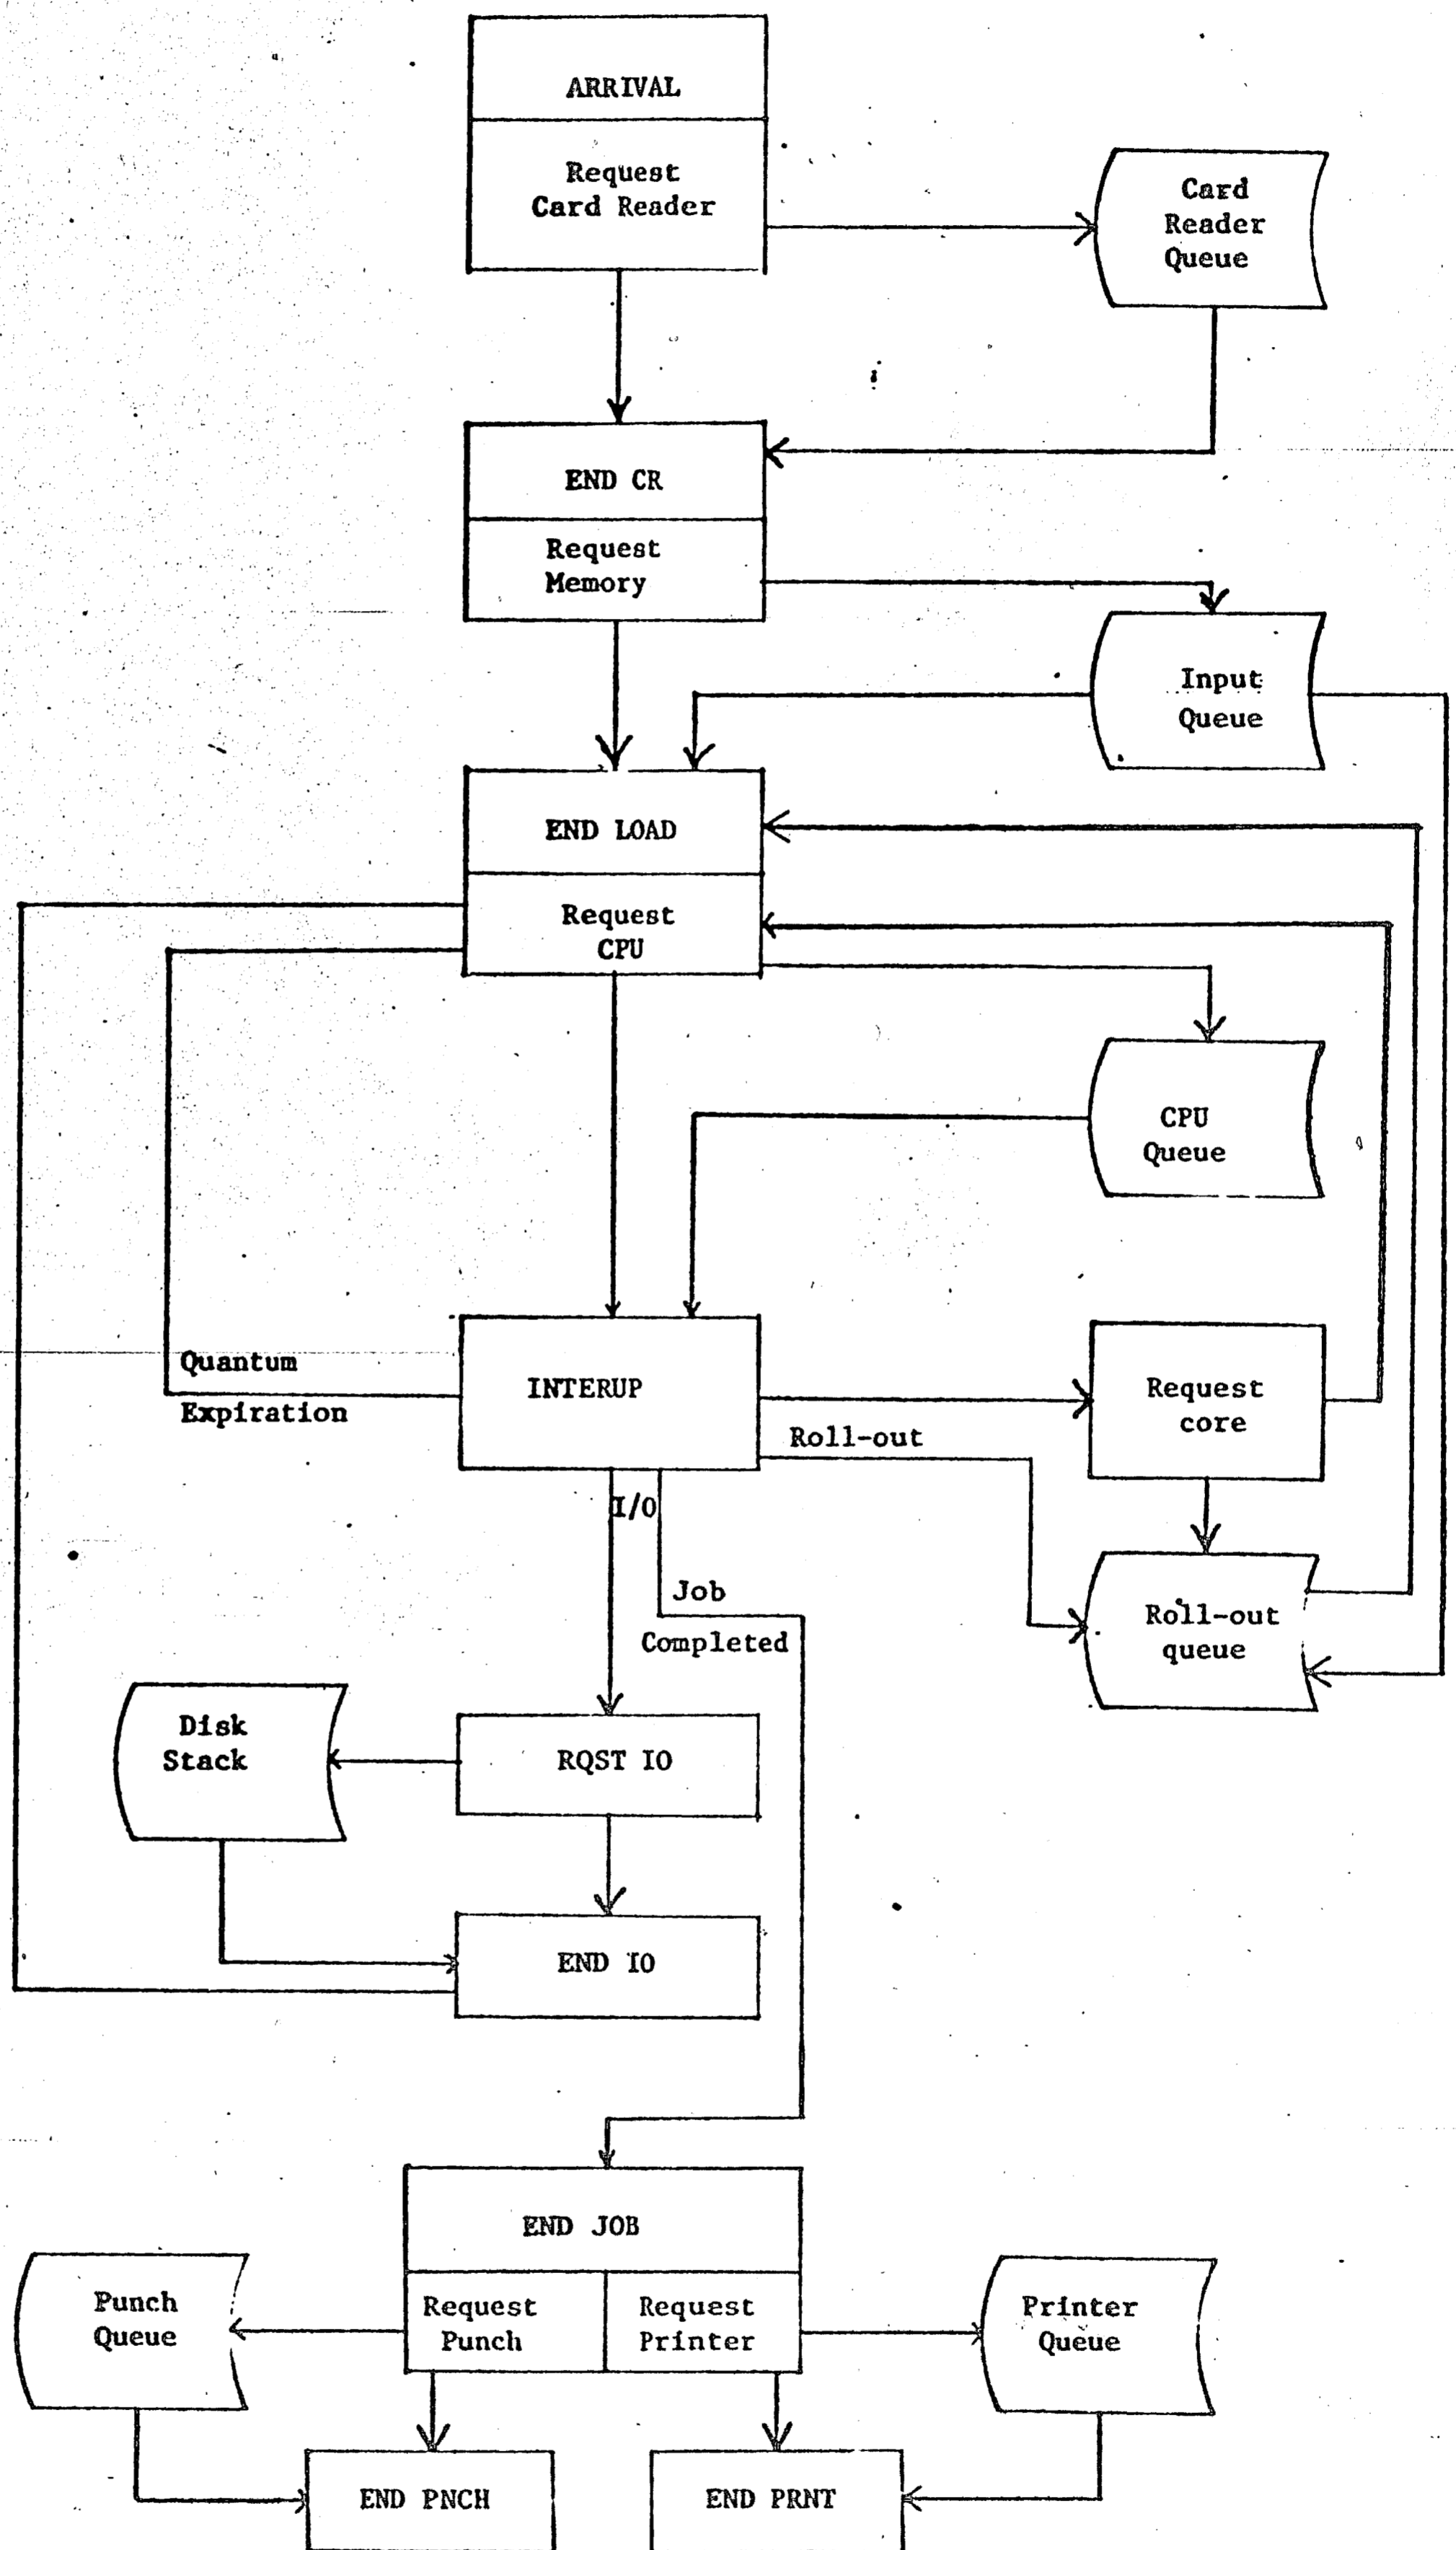 ARRIVAL
Request
Card Reader
Card
Reader
Queue
END CR
Request
Memory
Input
Queue
END LOAD
Request
CPU
CPU
Queue
Quantum
Expiration
INTERUP
Request
core
Roll-out
I/O
Job
Completed
Roll-out
queue
Disk
Stack
RQST IO
END IO
END JOB
Punch
Queue
Request
Punch
Request
Printer
Printer
Queue
END PNCH
END PRNT